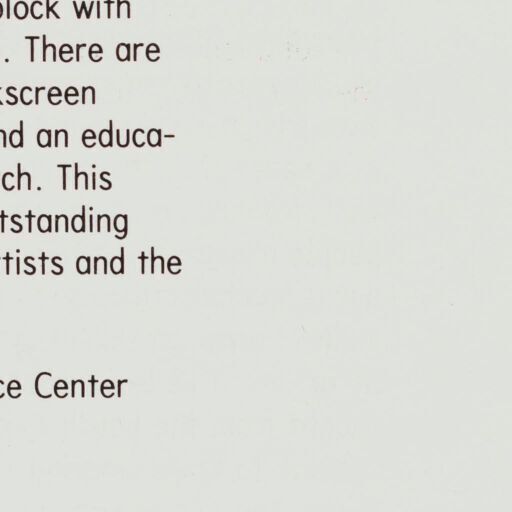 block with
. There are
kscreen
nd an educa-
ch. This
tstanding
tists and the
ce Center